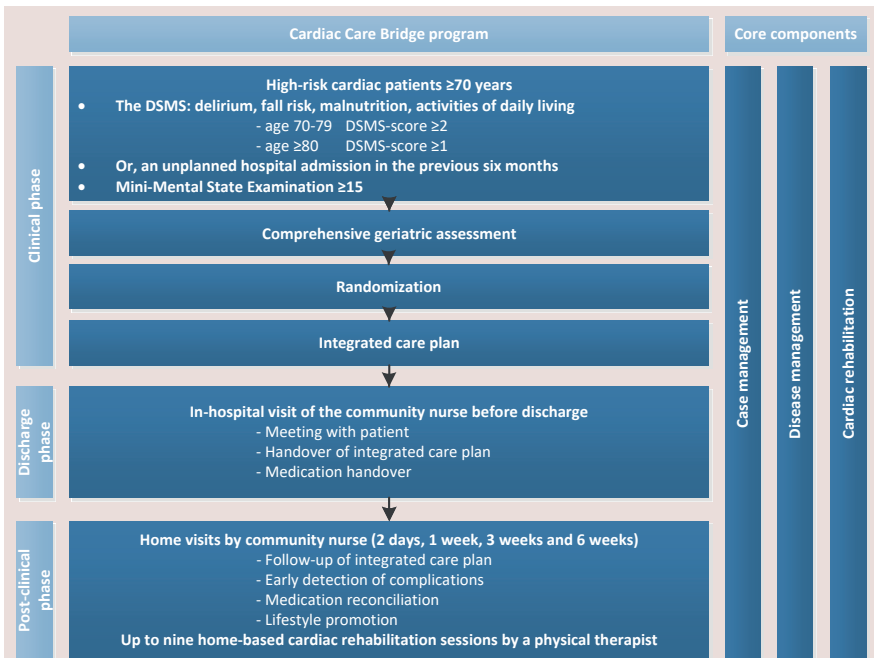 Cardiac Care Bridge program
Core components
Clinical phase
High-risk cardiac patients ≥70 years
• The DSMS: delirium, fall risk, malnutrition, activities of daily living
- age 70-79 DSMS-score ≥2
- age ≥80 DSMS-score ≥1
• Or, an unplanned hospital admission in the previous six months
• Mini-Mental State Examination ≥15
Comprehensive geriatric assessment
Randomization
Integrated care plan
Discharge
phase
In-hospital visit of the community nurse before discharge
- Meeting with patient
- Handover of integrated care plan
- Medication handover
Post-clinical
phase
Home visits by community nurse (2 days, 1 week, 3 weeks and 6 weeks)
- Follow-up of integrated care plan
- Early detection of complications
- Medication reconciliation
- Lifestyle promotion
Up to nine home-based cardiac rehabilitation sessions by a physical therapist
Case management
Disease management
Cardiac rehabilitation